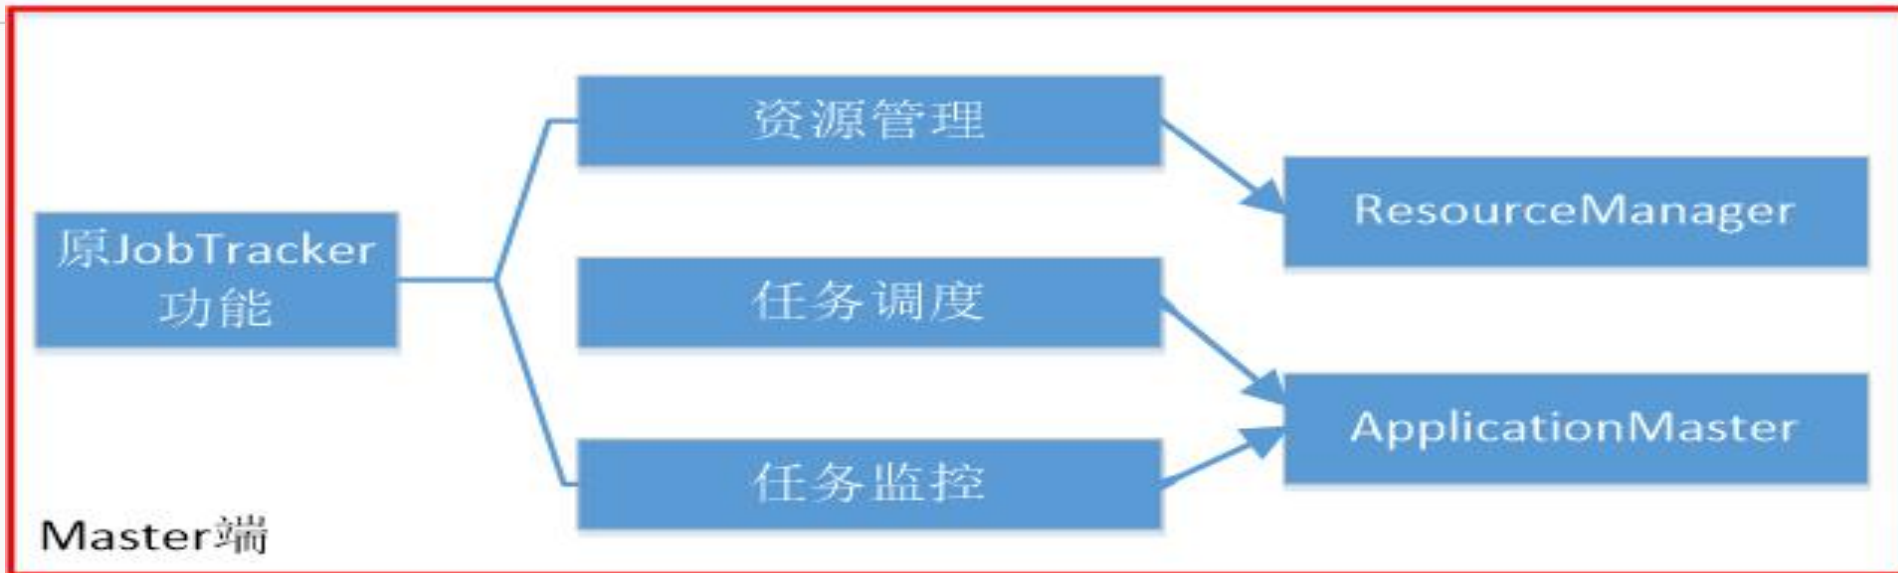 资源管理
ResourceManager
原JobTracker
功能
任务调度
ApplicationMaster
任务监控
Master端